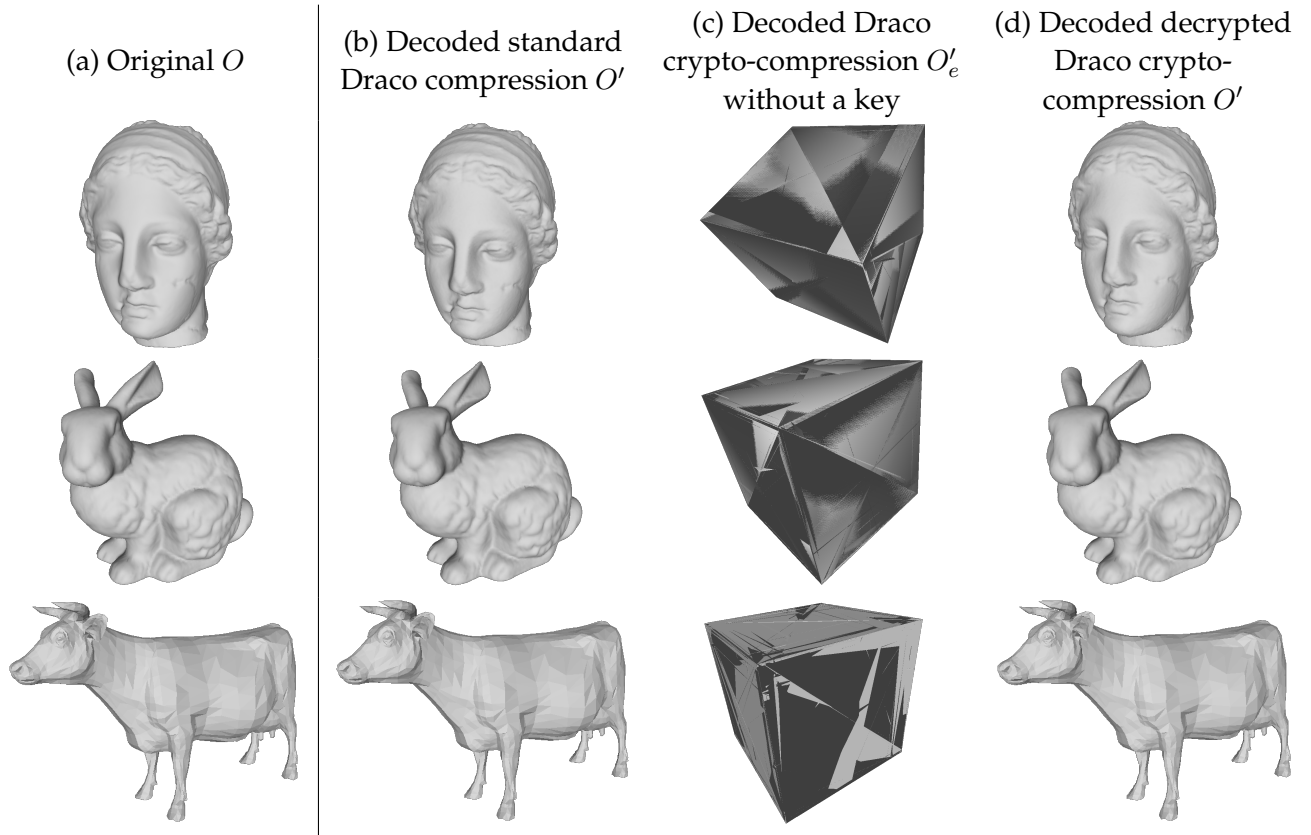 (a) Original O
(b) Decoded standard
Draco compression O′
(c) Decoded Draco
crypto-compression O′ₑ
without a key
(d) Decoded decrypted
Draco crypto-
compression O′